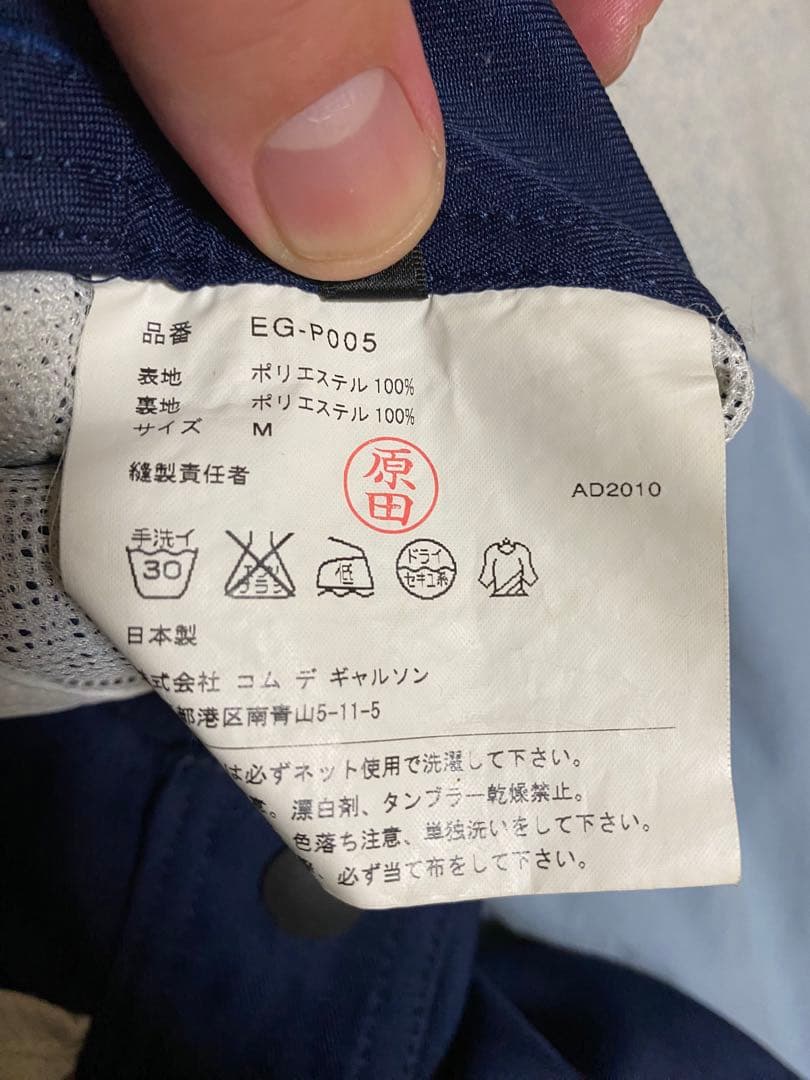 品番 EG-P005
表地 ポリエステル 100%
裏地 ポリエステル 100%
サイズ M
縫製責任者 原田 AD2010
手洗イ 30 低 ドライ セキユ系
日本製
式会社 コム デ ギャルソン
都港区南青山5-11-5
は必ずネット使用で洗濯して下さい。
。漂白剤、タンブラー乾燥禁止。
色落ち注意、単独洗いをして下さい。
、必ず当て布をして下さい。